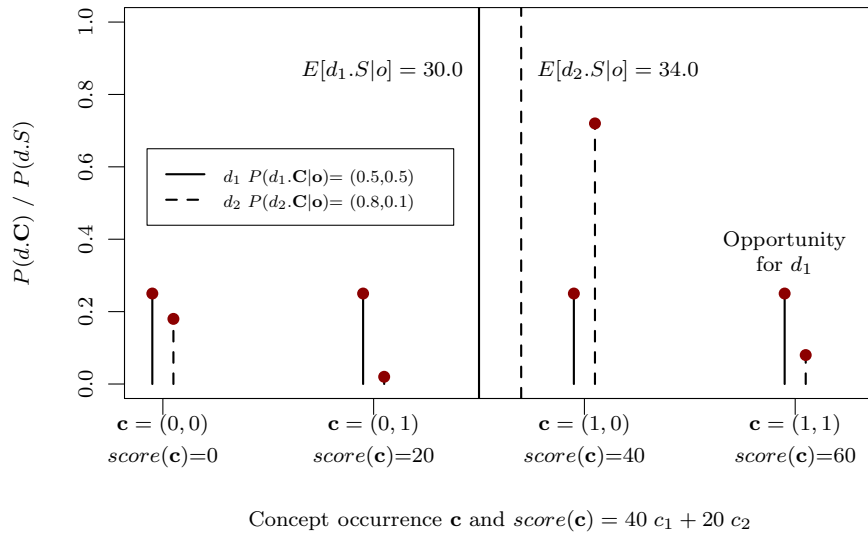 P(d.C) / P(d.S)
1.0
0.8
0.6
0.4
0.2
0.0
E[d₁.S|o] = 30.0
E[d₂.S|o] = 34.0
d₁ P(d₁.C|o)= (0.5,0.5)
d₂ P(d₂.C|o)= (0.8,0.1)
Opportunity
for d₁
c = (0, 0)
score(c)=0
c = (0, 1)
score(c)=20
c = (1, 0)
score(c)=40
c = (1, 1)
score(c)=60
Concept occurrence c and score(c) = 40 c₁ + 20 c₂